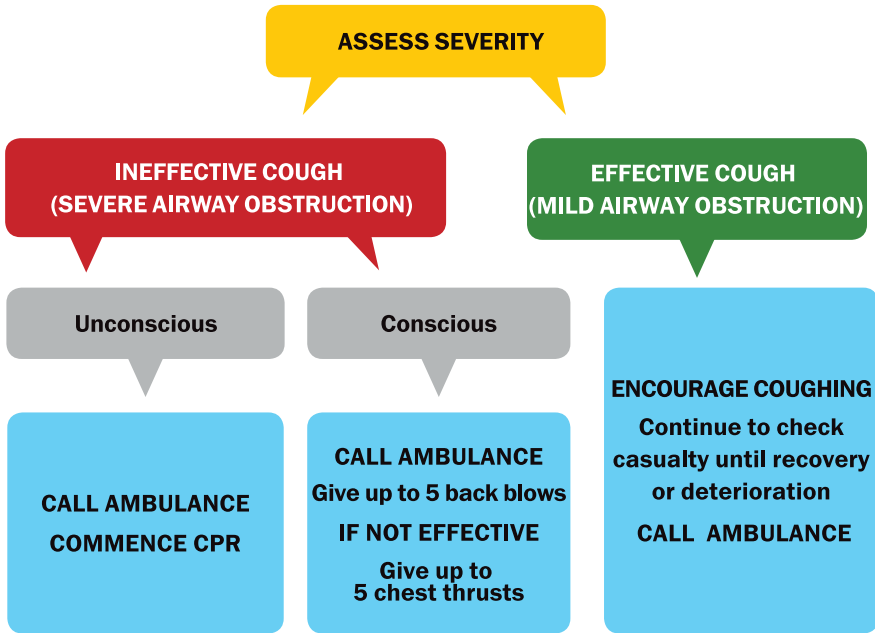 ASSESS SEVERITY
INEFFECTIVE COUGH
(SEVERE AIRWAY OBSTRUCTION)
EFFECTIVE COUGH
(MILD AIRWAY OBSTRUCTION)
Unconscious
Conscious
CALL AMBULANCE
COMMENCE CPR
CALL AMBULANCE
Give up to 5 back blows
IF NOT EFFECTIVE
Give up to
5 chest thrusts
ENCOURAGE COUGHING
Continue to check
casualty until recovery
or deterioration
CALL AMBULANCE